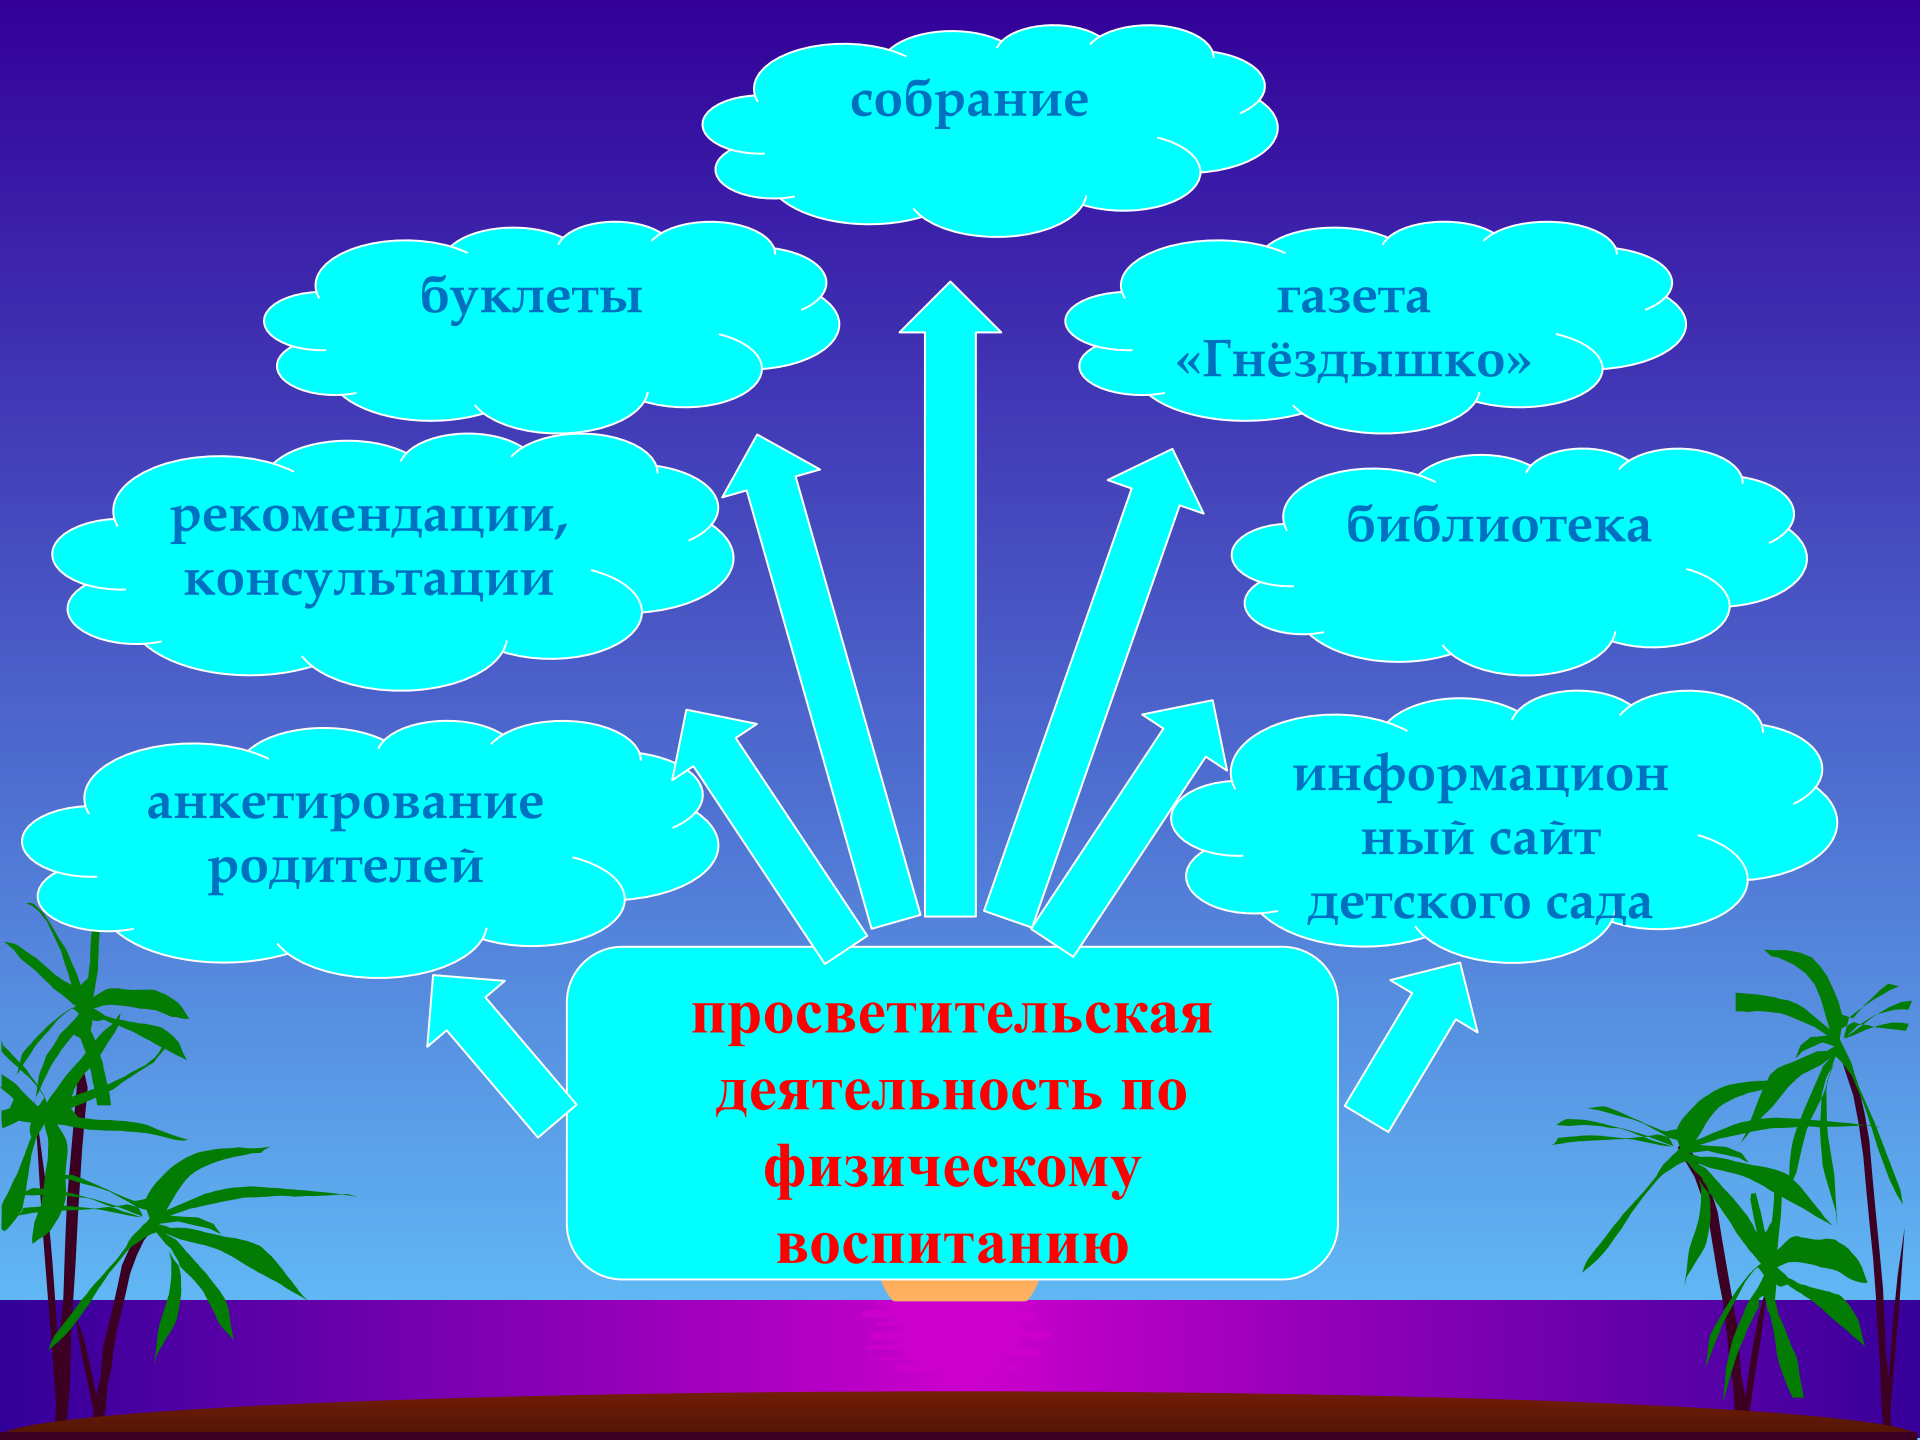 собрание
буклеты
газета
«Гнёздышко»
рекомендации,
консультации
библиотека
анкетирование
родителей
информацион
ный сайт
детского сада
просветительская
деятельность по
физическому
воспитанию